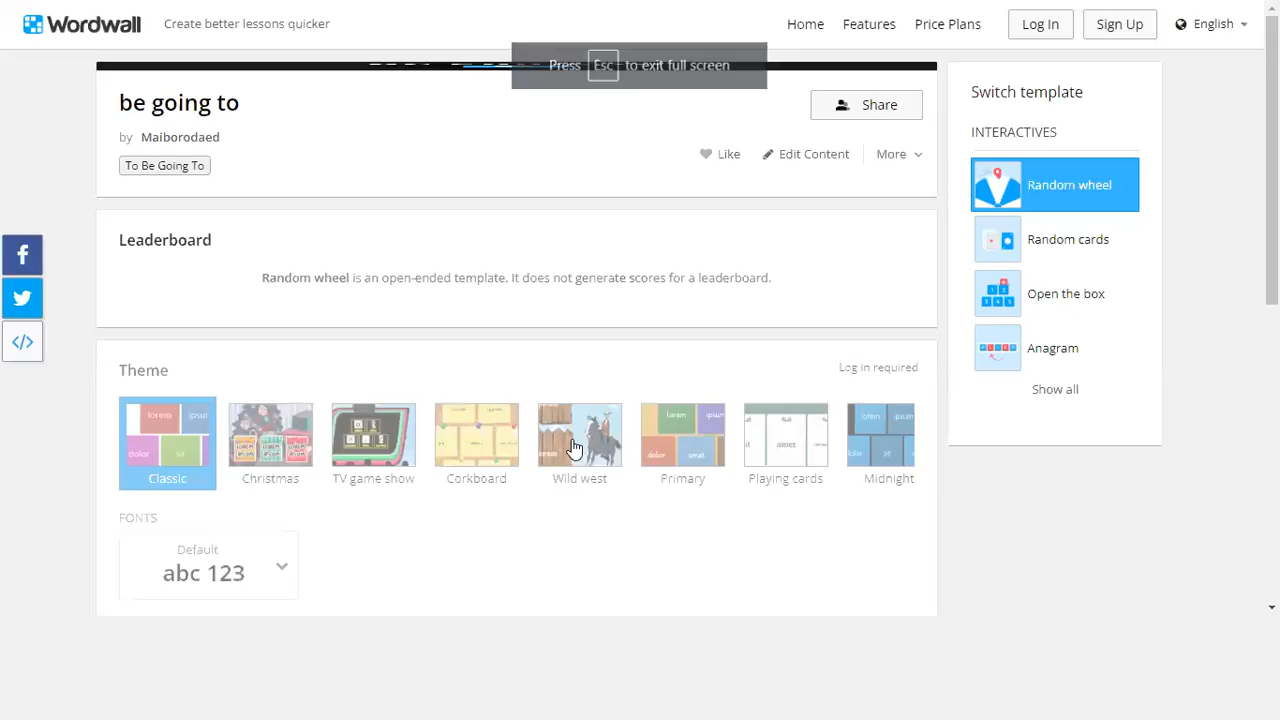 Wordwall
Create better lessons quicker
Home
Features
Price Plans
Log In
Sign Up
English
Press Esc to exit full screen
be going to
Share
by Maiborodaed
To Be Going To
Like
Edit Content
More
Switch template
INTERACTIVES
Random wheel
Random cards
Open the box
Anagram
Show all
Leaderboard
Random wheel is an open-ended template. It does not generate scores for a leaderboard.
Theme
Log in required
Classic
Christmas
TV game show
Corkboard
Wild west
Primary
Playing cards
Midnight
FONTS
Default
abc 123